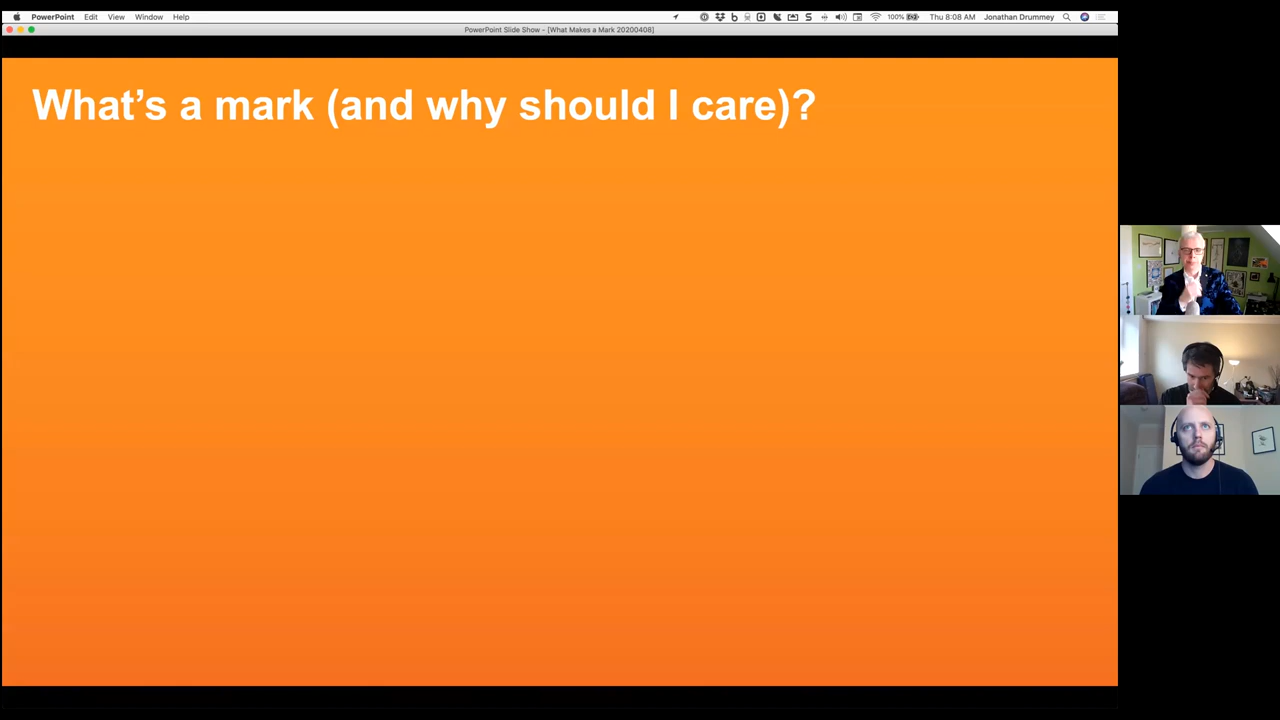 PowerPoint Edit View Window Help 100% Thu 8:08 AM Jonathan Drummey
PowerPoint Slide Show - [What Makes a Mark 20200408]
What’s a mark (and why should I care)?